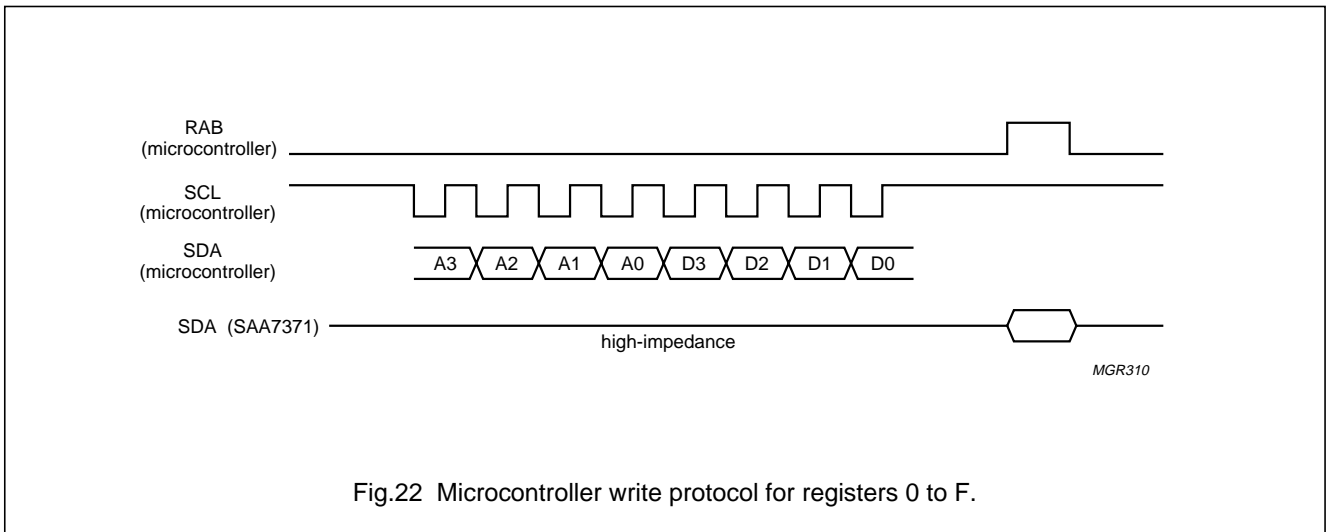 RAB
(microcontroller)
SCL
(microcontroller)
SDA
(microcontroller)
A3 A2 A1 A0 D3 D2 D1 D0
SDA (SAA7371)
high-impedance
MGR310
Fig.22 Microcontroller write protocol for registers 0 to F.